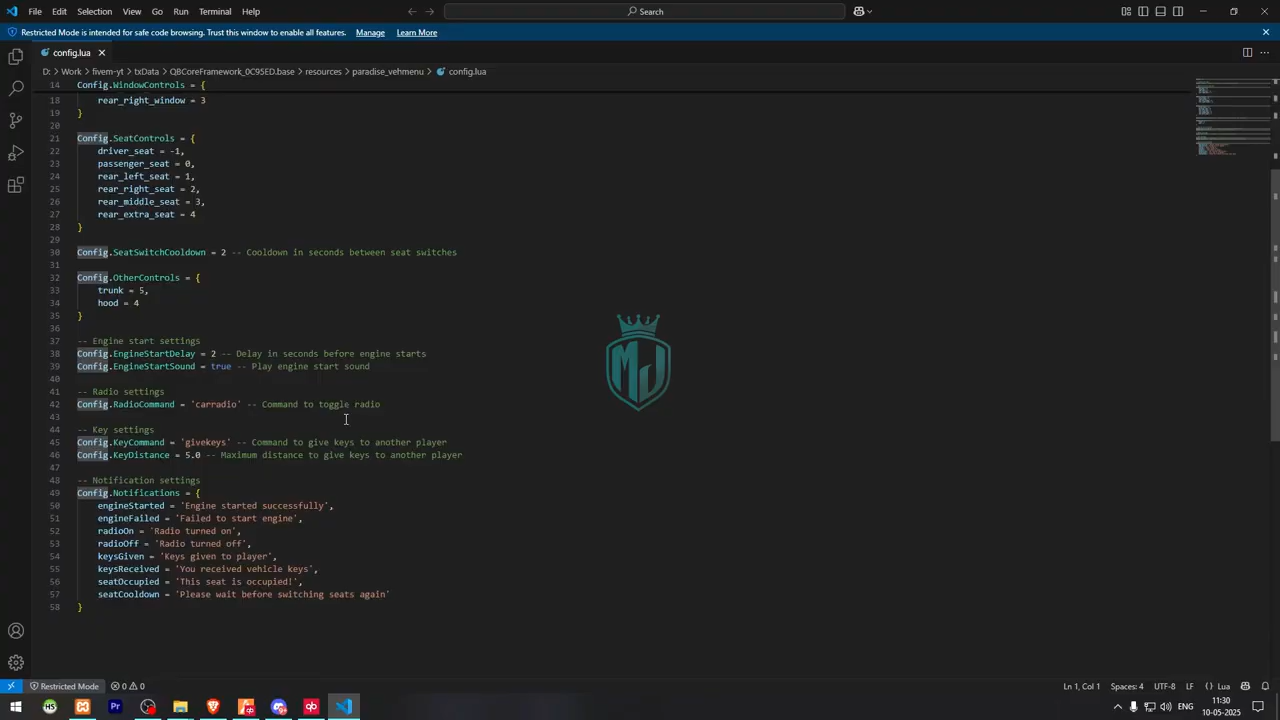 File Edit Selection View Go Run Terminal Help
Search
Restricted Mode is intended for safe code browsing. Trust this window to enable all features. Manage Learn More
config.lua
D: > Work > fivem-yt > txData > QBCoreFramework_0C95ED.base > resources > paradise_vehmenu > config.lua
14 Config.WindowControls = {
18 rear_right_window = 3
19 }
20
21 Config.SeatControls = {
22 driver_seat = -1,
23 passenger_seat = 0,
24 rear_left_seat = 1,
25 rear_right_seat = 2,
26 rear_middle_seat = 3,
27 rear_extra_seat = 4
28 }
29
30 Config.SeatSwitchCooldown = 2 -- Cooldown in seconds between seat switches
31
32 Config.OtherControls = {
33 trunk = 5,
34 hood = 4
35 }
36
37 -- Engine start settings
38 Config.EngineStartDelay = 2 -- Delay in seconds before engine starts
39 Config.EngineStartSound = true -- Play engine start sound
40
41 -- Radio settings
42 Config.RadioCommand = 'carradio' -- Command to toggle radio
43
44 -- Key settings
45 Config.KeyCommand = 'givekeys' -- Command to give keys to another player
46 Config.KeyDistance = 5.0 -- Maximum distance to give keys to another player
47
48 -- Notification settings
49 Config.Notifications = {
50 engineStarted = 'Engine started successfully',
51 engineFailed = 'Failed to start engine',
52 radioOn = 'Radio turned on',
53 radioOff = 'Radio turned off',
54 keysGiven = 'Keys given to player',
55 keysReceived = 'You received vehicle keys',
56 seatOccupied = 'This seat is occupied!',
57 seatCooldown = 'Please wait before switching seats again'
58 }
MJ
Restricted Mode 0 0 Ln 1, Col 1 Spaces: 4 UTF-8 LF {} Lua
HS Pr qb ENG 11:30
10-05-2025